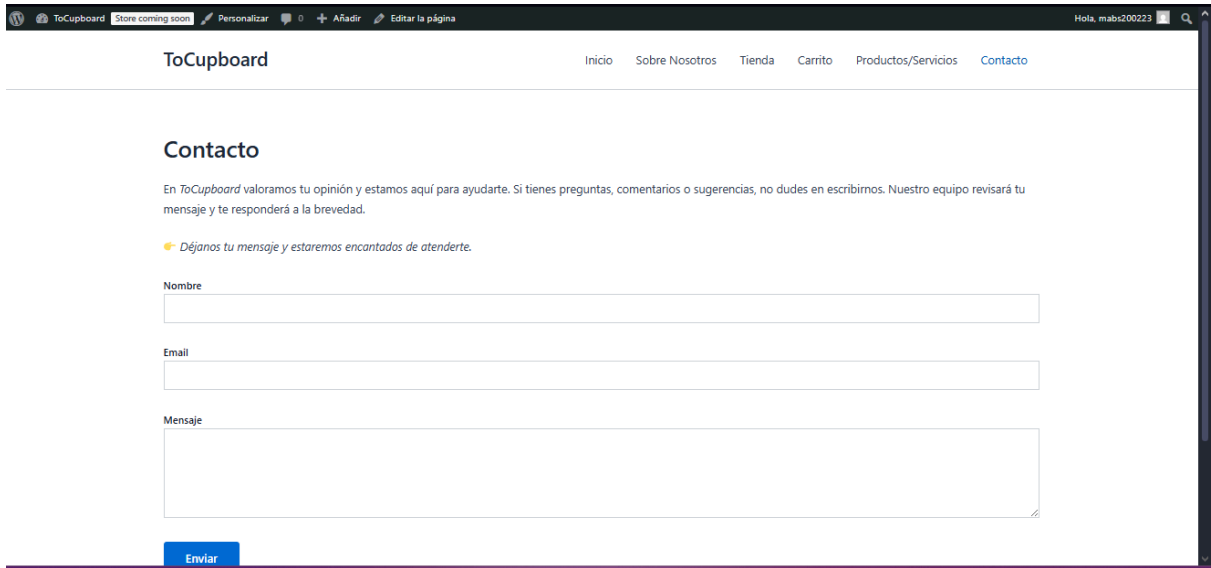 ToCupboard Store coming soon Personalizar 0 Añadir Editar la página Hola, mabs200223
ToCupboard Inicio Sobre Nosotros Tienda Carrito Productos/Servicios Contacto
Contacto
En ToCupboard valoramos tu opinión y estamos aquí para ayudarte. Si tienes preguntas, comentarios o sugerencias, no dudes en escribirnos. Nuestro equipo revisará tu
mensaje y te responderá a la brevedad.
👉 Déjanos tu mensaje y estaremos encantados de atenderte.
Nombre
Email
Mensaje
Enviar